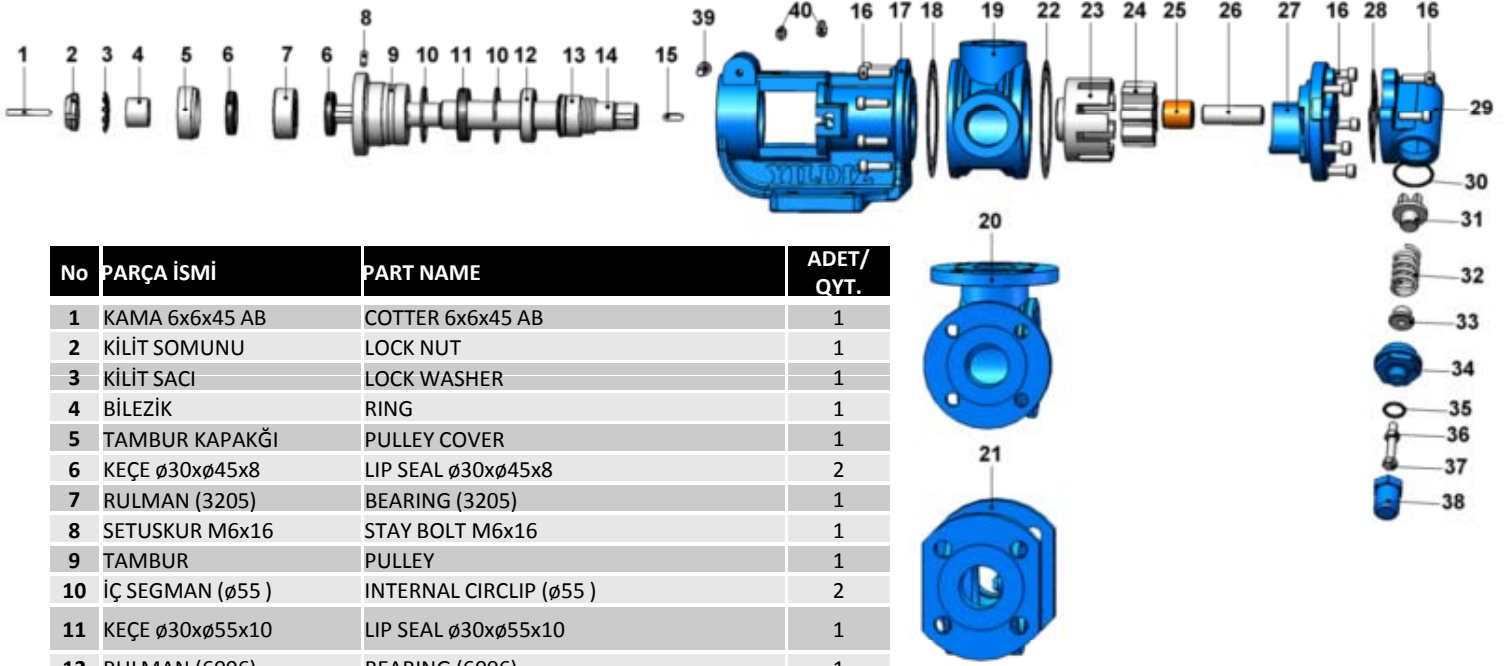 8 39 40 16 17 18 19 22 23 24 25 26 27 16 28 16
1 2 3 4 5 6 7 6 9 10 11 10 12 13 14 15
29
YILDIZ
30
31
20
32
33
34
35
36
37
38
21
No PARÇA İSMİ PART NAME ADET/
QYT.
1 KAMA 6x6x45 AB COTTER 6x6x45 AB 1
2 KİLİT SOMUNU LOCK NUT 1
3 KİLİT SACI LOCK WASHER 1
4 BİLEZİK RING 1
5 TAMBUR KAPAKĞI PULLEY COVER 1
6 KEÇE ø30xø45x8 LIP SEAL ø30xø45x8 2
7 RULMAN (3205) BEARING (3205) 1
8 SETUSKUR M6x16 STAY BOLT M6x16 1
9 TAMBUR PULLEY 1
10 İÇ SEGMAN (ø55 ) INTERNAL CIRCLIP (ø55 ) 2
11 KEÇE ø30xø55x10 LIP SEAL ø30xø55x10 1
12 RULMAN BEARING 1